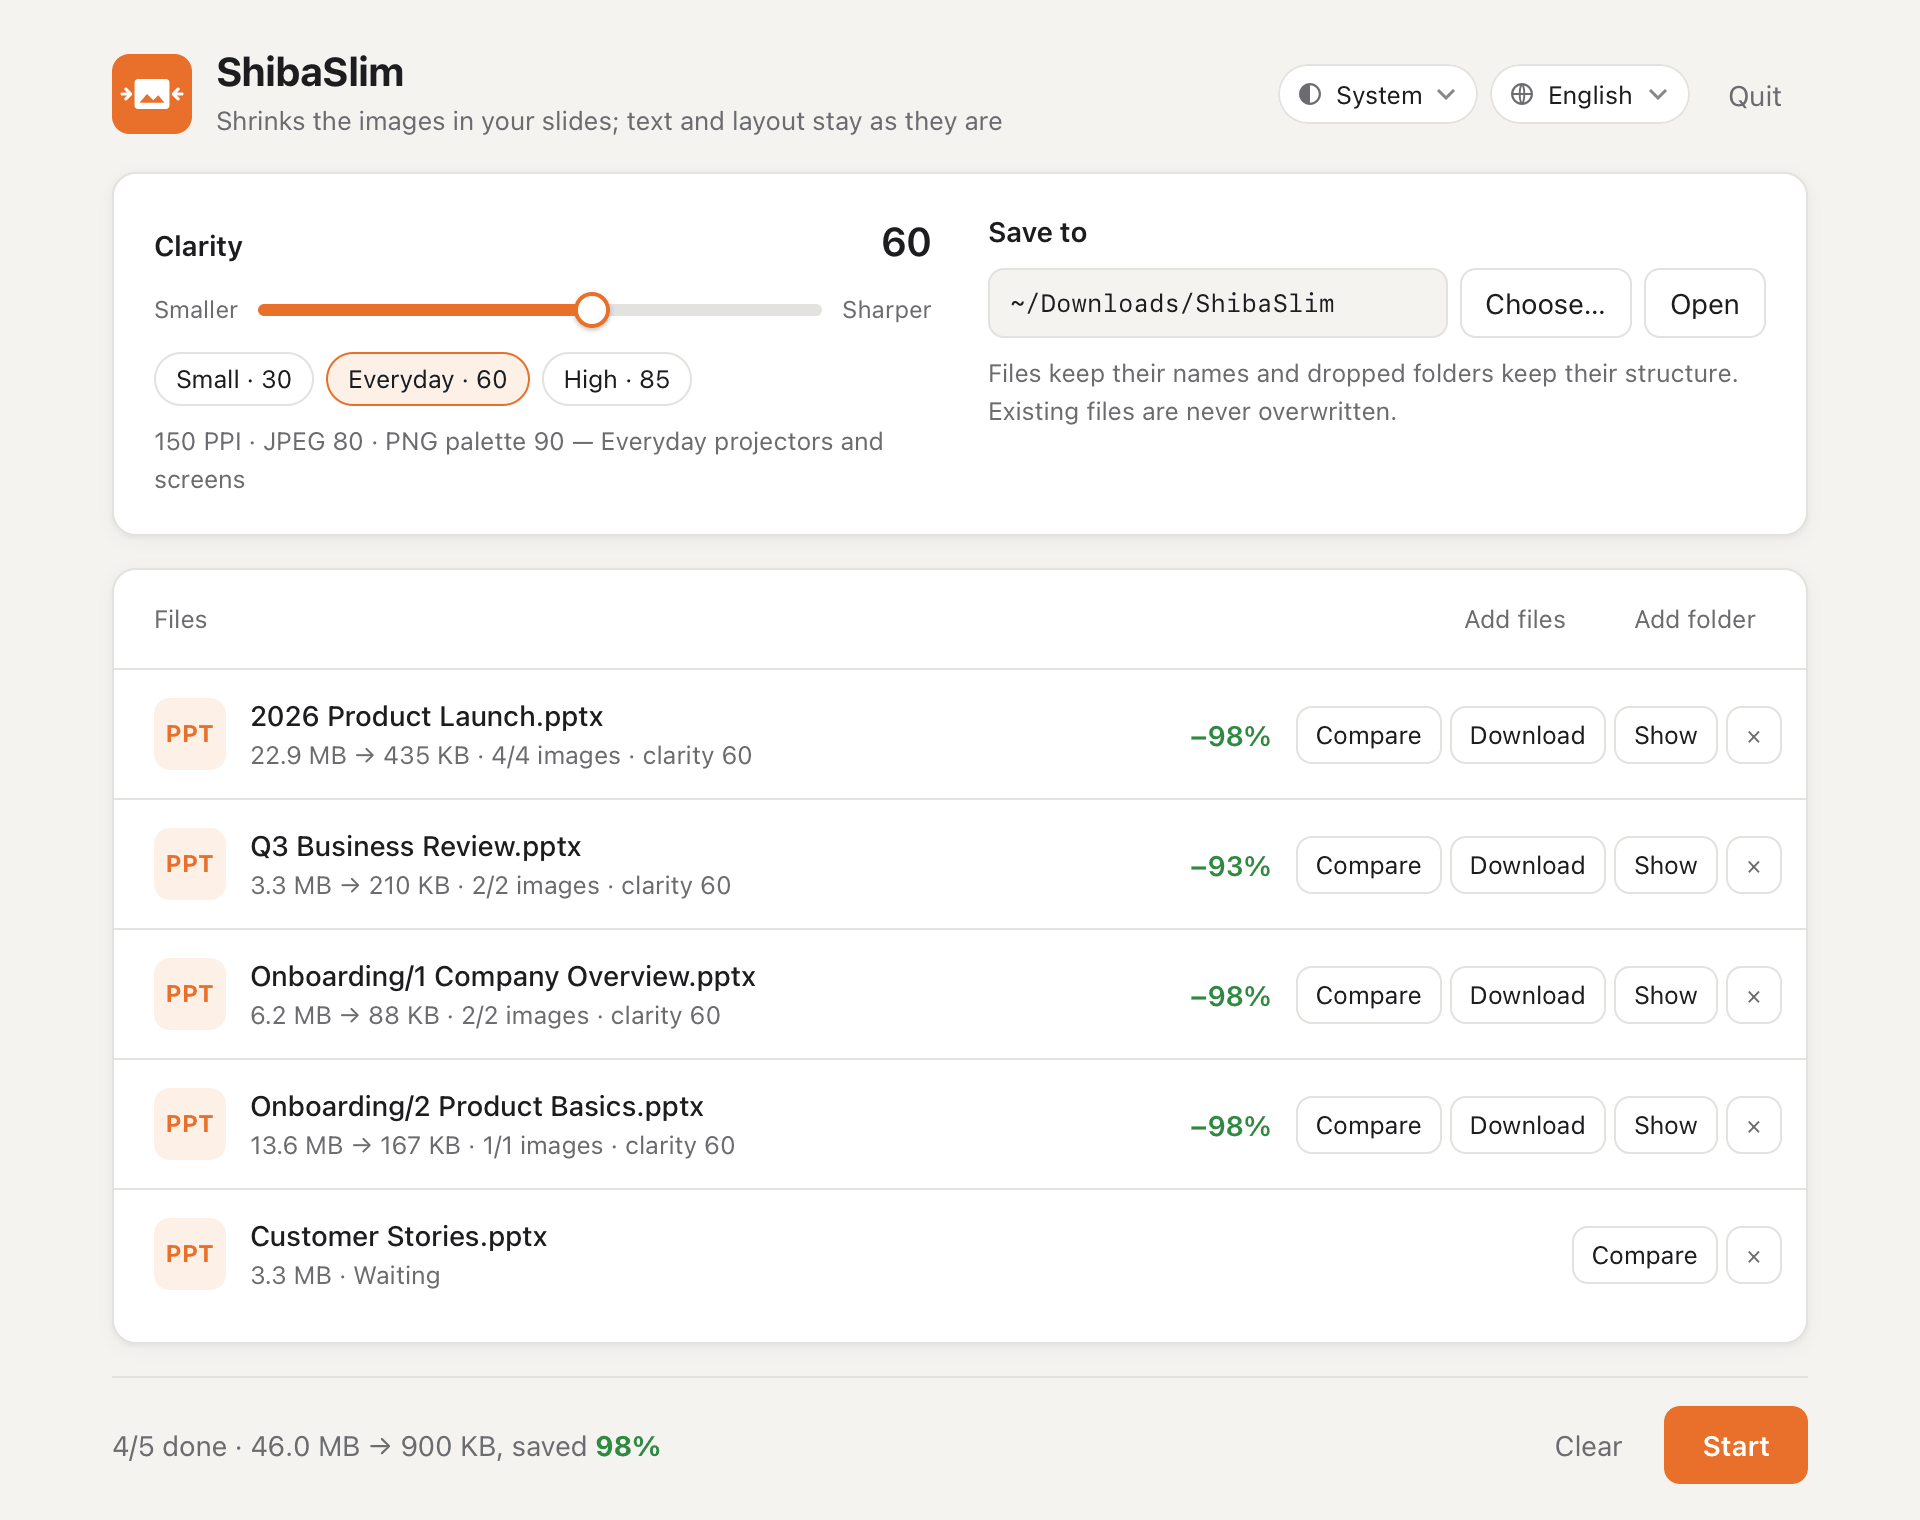 ShibaSlim
Shrinks the images in your slides; text and layout stay as they are
System
English
Quit
Clarity
60
Smaller
Sharper
Small · 30
Everyday · 60
High · 85
150 PPI · JPEG 80 · PNG palette 90 — Everyday projectors and
screens
Save to
~/Downloads/ShibaSlim
Choose...
Open
Files keep their names and dropped folders keep their structure.
Existing files are never overwritten.
Files
Add files
Add folder
PPT
2026 Product Launch.pptx
22.9 MB → 435 KB · 4/4 images · clarity 60
−98%
Compare
Download
Show
×
PPT
Q3 Business Review.pptx
3.3 MB → 210 KB · 2/2 images · clarity 60
−93%
Compare
Download
Show
×
PPT
Onboarding/1 Company Overview.pptx
6.2 MB → 88 KB · 2/2 images · clarity 60
−98%
Compare
Download
Show
×
PPT
Onboarding/2 Product Basics.pptx
13.6 MB → 167 KB · 1/1 images · clarity 60
−98%
Compare
Download
Show
×
PPT
Customer Stories.pptx
3.3 MB · Waiting
Compare
×
4/5 done · 46.0 MB → 900 KB, saved 98%
Clear
Start